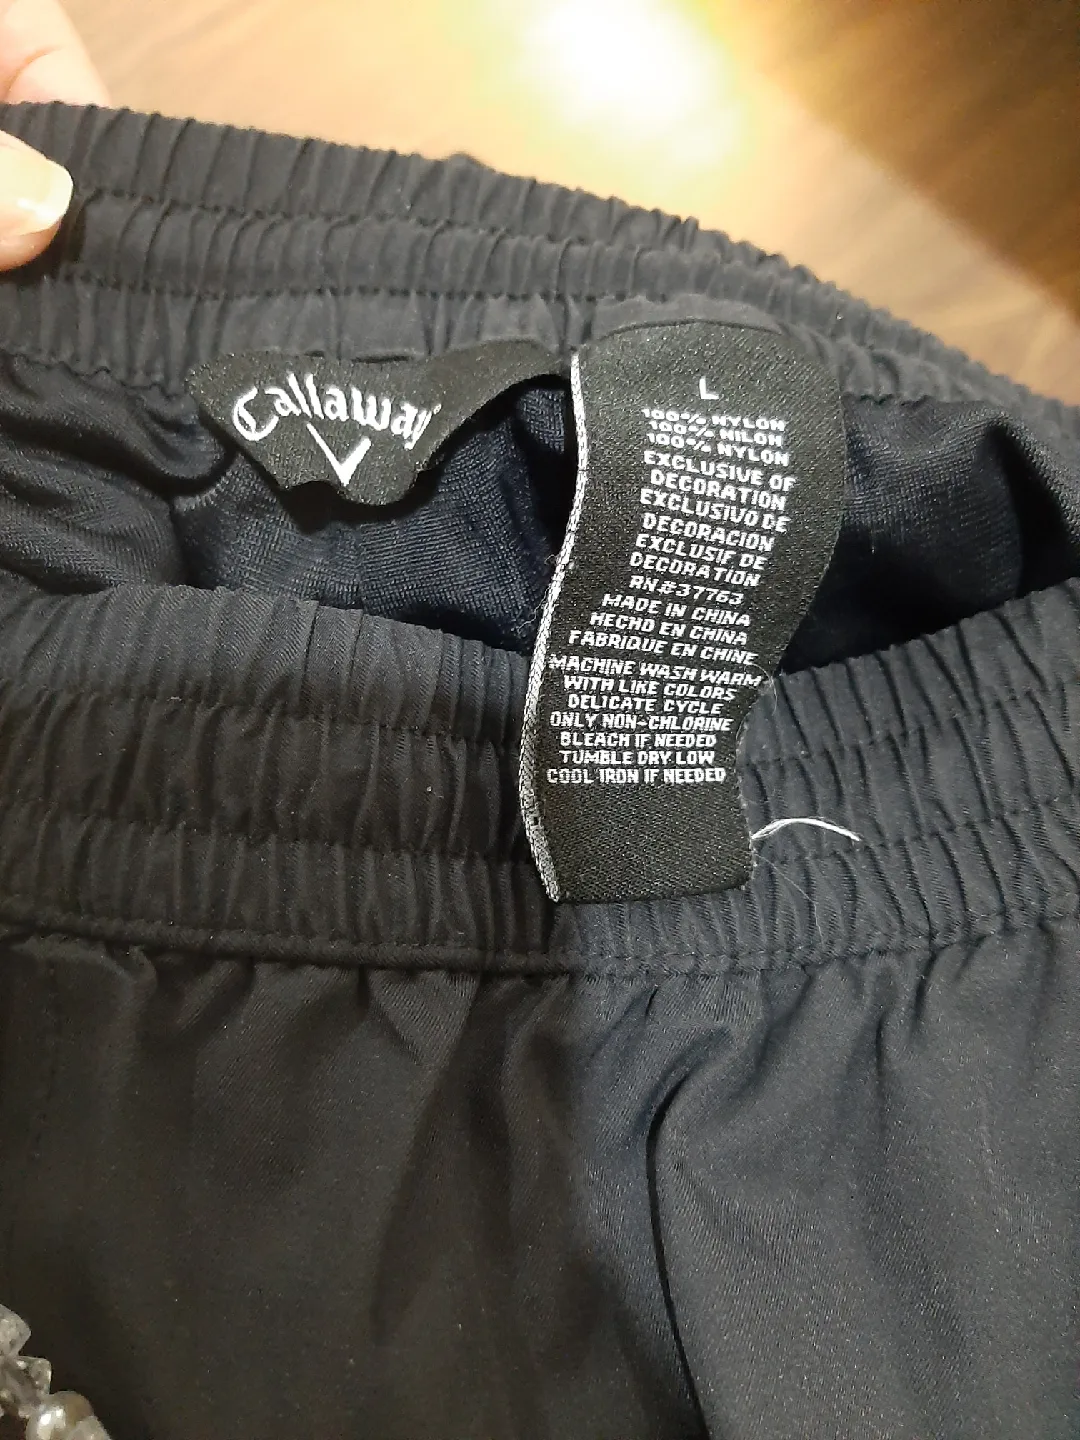 Callaway
L
100% NYLON
100% NILON
100% NYLON
EXCLUSIVE OF
DECORATION
EXCLUSIVO DE
DECORACION
EXCLUSIF DE
DECORATION
RN#37763
MADE IN CHINA
HECHO EN CHINA
FABRIQUE EN CHINE
MACHINE WASH WARM
WITH LIKE COLORS
DELICATE CYCLE
ONLY NON-CHLORINE
BLEACH IF NEEDED
TUMBLE DRY LOW
COOL IRON IF NEEDED